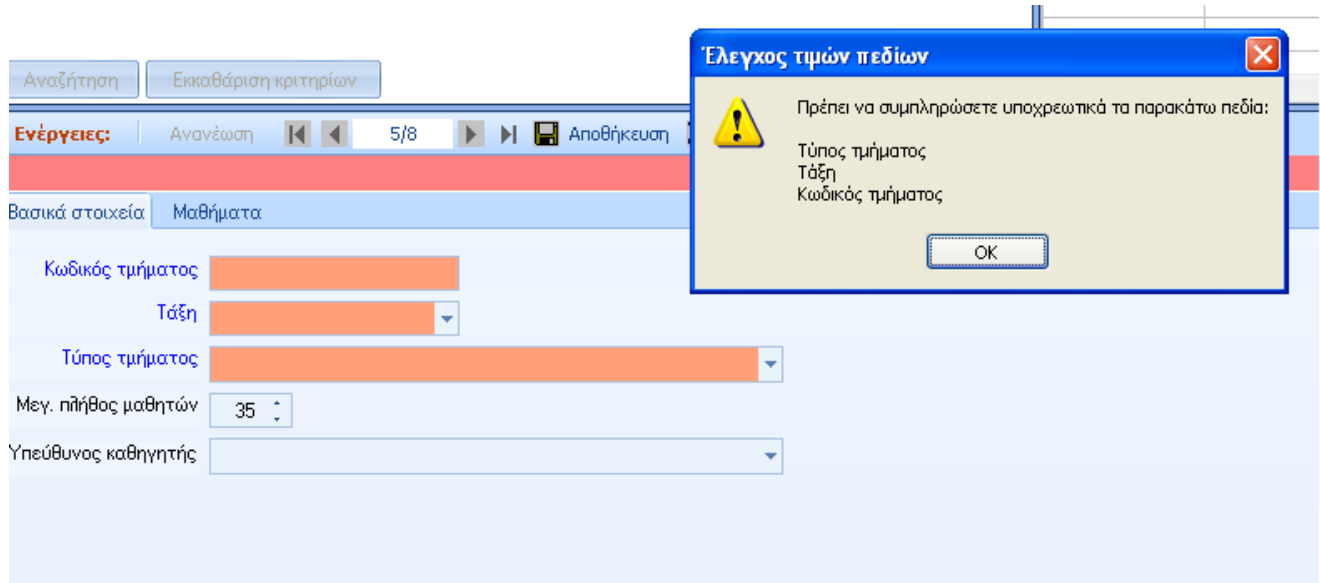 Έλεγχος τιμών πεδίων
Αναζήτηση Εκκαθάριση κριτηρίων
Πρέπει να συμπληρώσετε υποχρεωτικά τα παρακάτω πεδία:
Ενέργειες: Ανανέωση 5/8 Αποθήκευση
Τύπος τμήματος
Τάξη
Κωδικός τμήματος
OK
Βασικά στοιχεία Μαθήματα
Κωδικός τμήματος
Τάξη
Τύπος τμήματος
Μεγ. πλήθος μαθητών 35
Υπεύθυνος καθηγητής